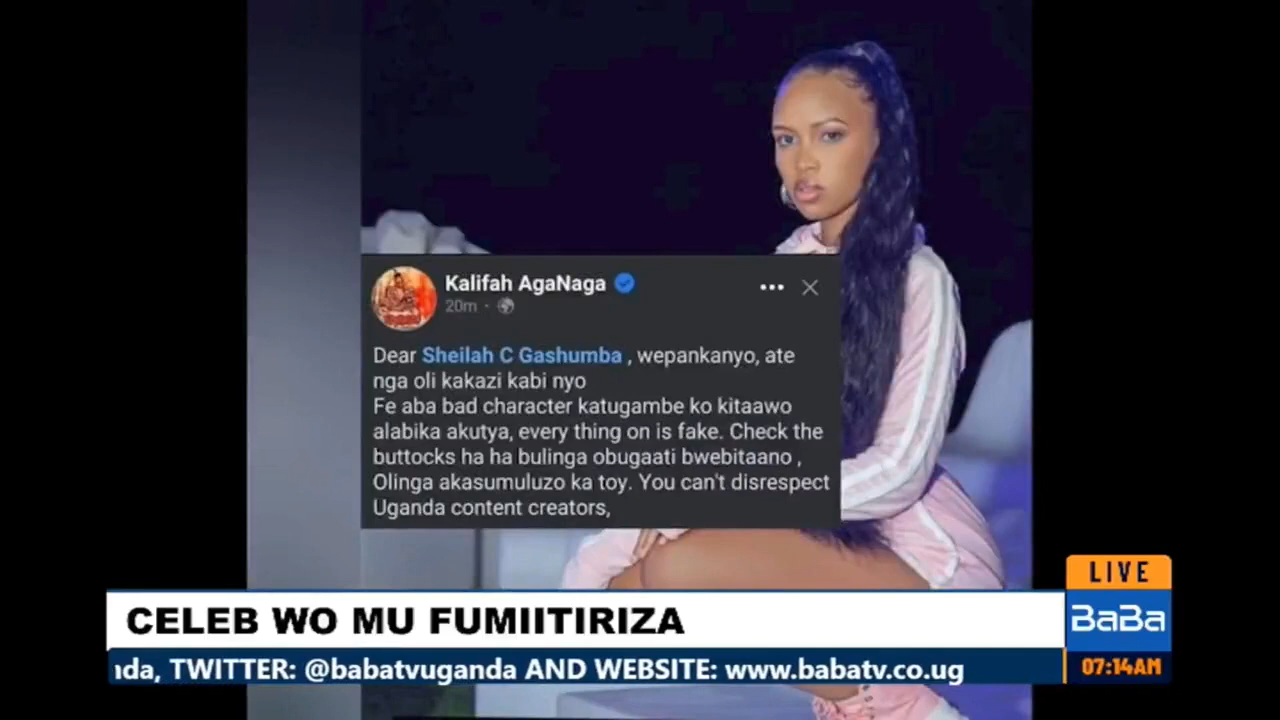 Kalifah AgaNaga
20m
Dear Sheilah C Gashumba , wepankanyo, ate
nga oli kakazi kabi nyo
Fe aba bad character katugambe ko kitaawo
alabika akutya, every thing on is fake. Check the
buttocks ha ha bulinga obugaati bwebitaano ,
Olinga akasumuluzo ka toy. You can't disrespect
Uganda content creators,
LIVE
CELEB WO MU FUMIITIRIZA
BaBa
nda, TWITTER: @babatvuganda AND WEBSITE: www.babatv.co.ug
07:14AM